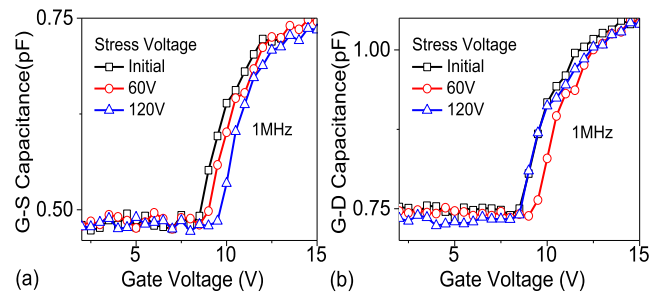 0.75
0.50
G-S Capacitance(pF)
Stress Voltage
Initial
60V
120V
1MHz
5
10
15
Gate Voltage (V)
(a)
1.00
0.75
G-D Capacitance(pF)
Stress Voltage
Initial
60V
120V
1MHz
5
10
15
Gate Voltage (V)
(b)